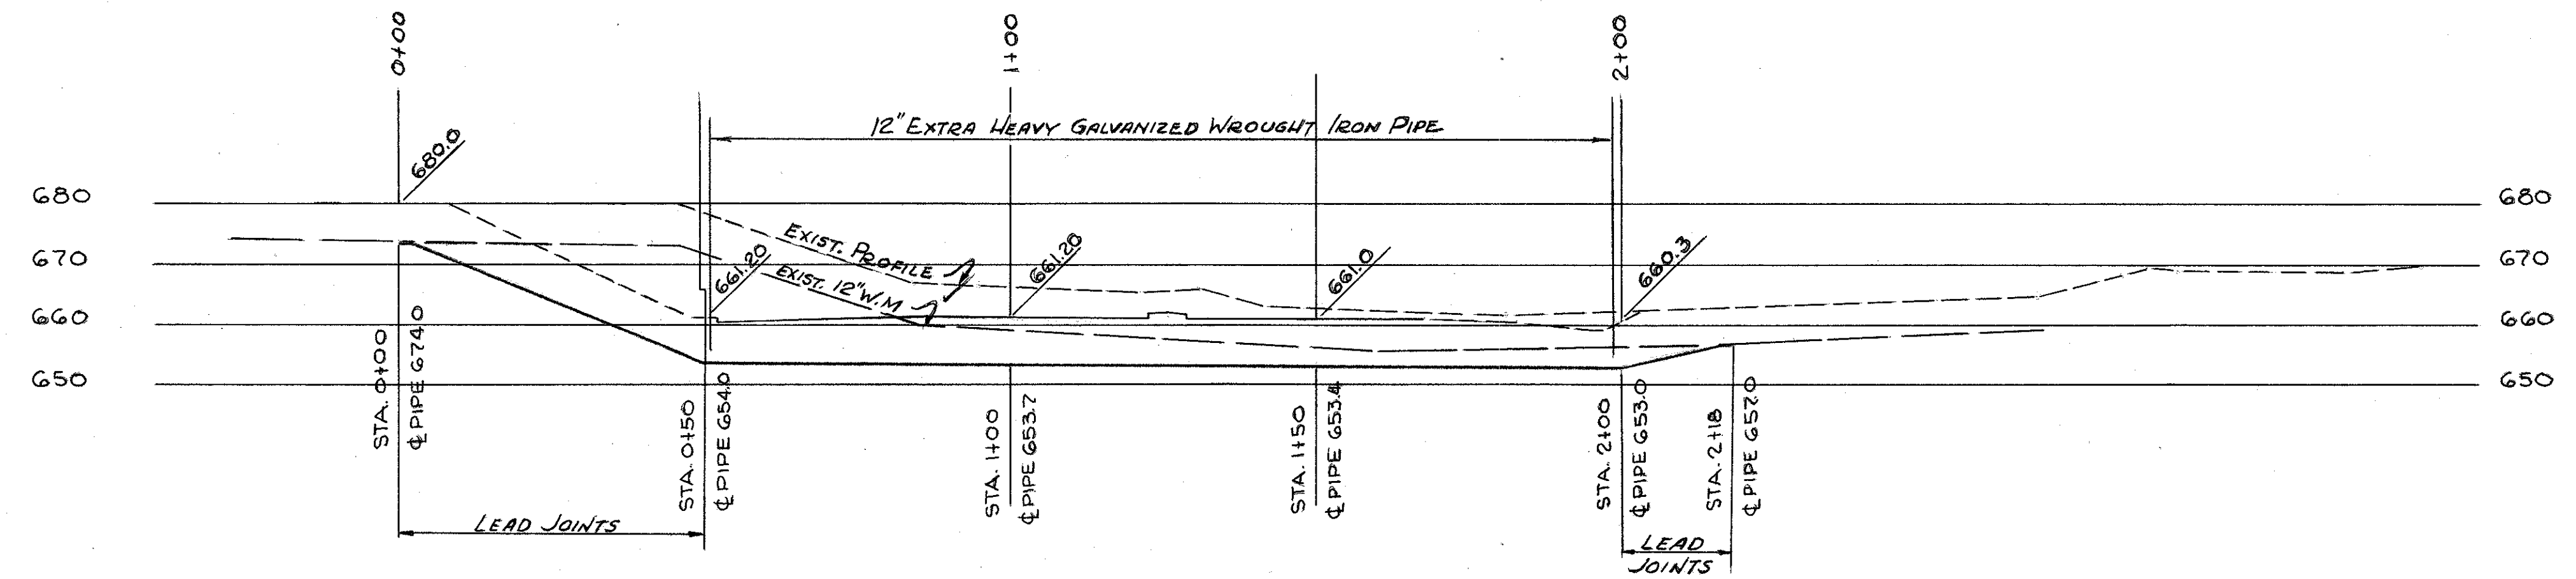 0+00
1+00
2+00
12" EXTRA HEAVY GALVANIZED WROUGHT IRON PIPE
680.0
680
680
EXIST. PROFILE
661.20
661.20
661.0
660.3
670
670
EXIST. 12" W.M
660
660
650
650
STA. 0+00
℄ PIPE 674.0
STA. 0+50
℄ PIPE 654.0
STA. 1+00
℄ PIPE 653.7
STA. 1+50
℄ PIPE 653.4
STA. 2+00
℄ PIPE 653.0
STA. 2+18
℄ PIPE 657.0
LEAD JOINTS
LEAD
JOINTS